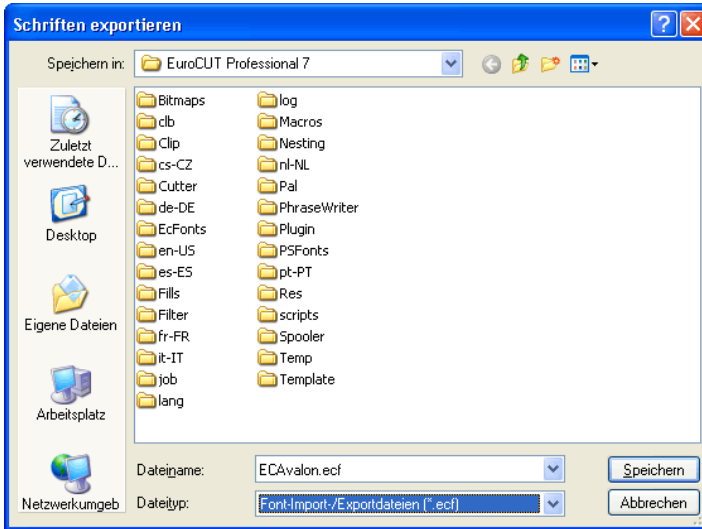 Schriften exportieren
Speichern in:
EuroCUT Professional 7
Zuletzt
verwendete D...
Desktop
Eigene Dateien
Arbeitsplatz
Netzwerkumgeb
Bitmaps
clb
Clip
cs-CZ
Cutter
de-DE
EcFonts
en-US
es-ES
Fills
Filter
fr-FR
it-IT
job
lang
log
Macros
Nesting
nl-NL
Pal
PhraseWriter
Plugin
PSFonts
pt-PT
Res
scripts
Spooler
Temp
Template
Dateiname:
ECAvalon.ecf
Speichern
Dateityp:
Font-Import-/Exportdateien (*.ecf)
Abbrechen